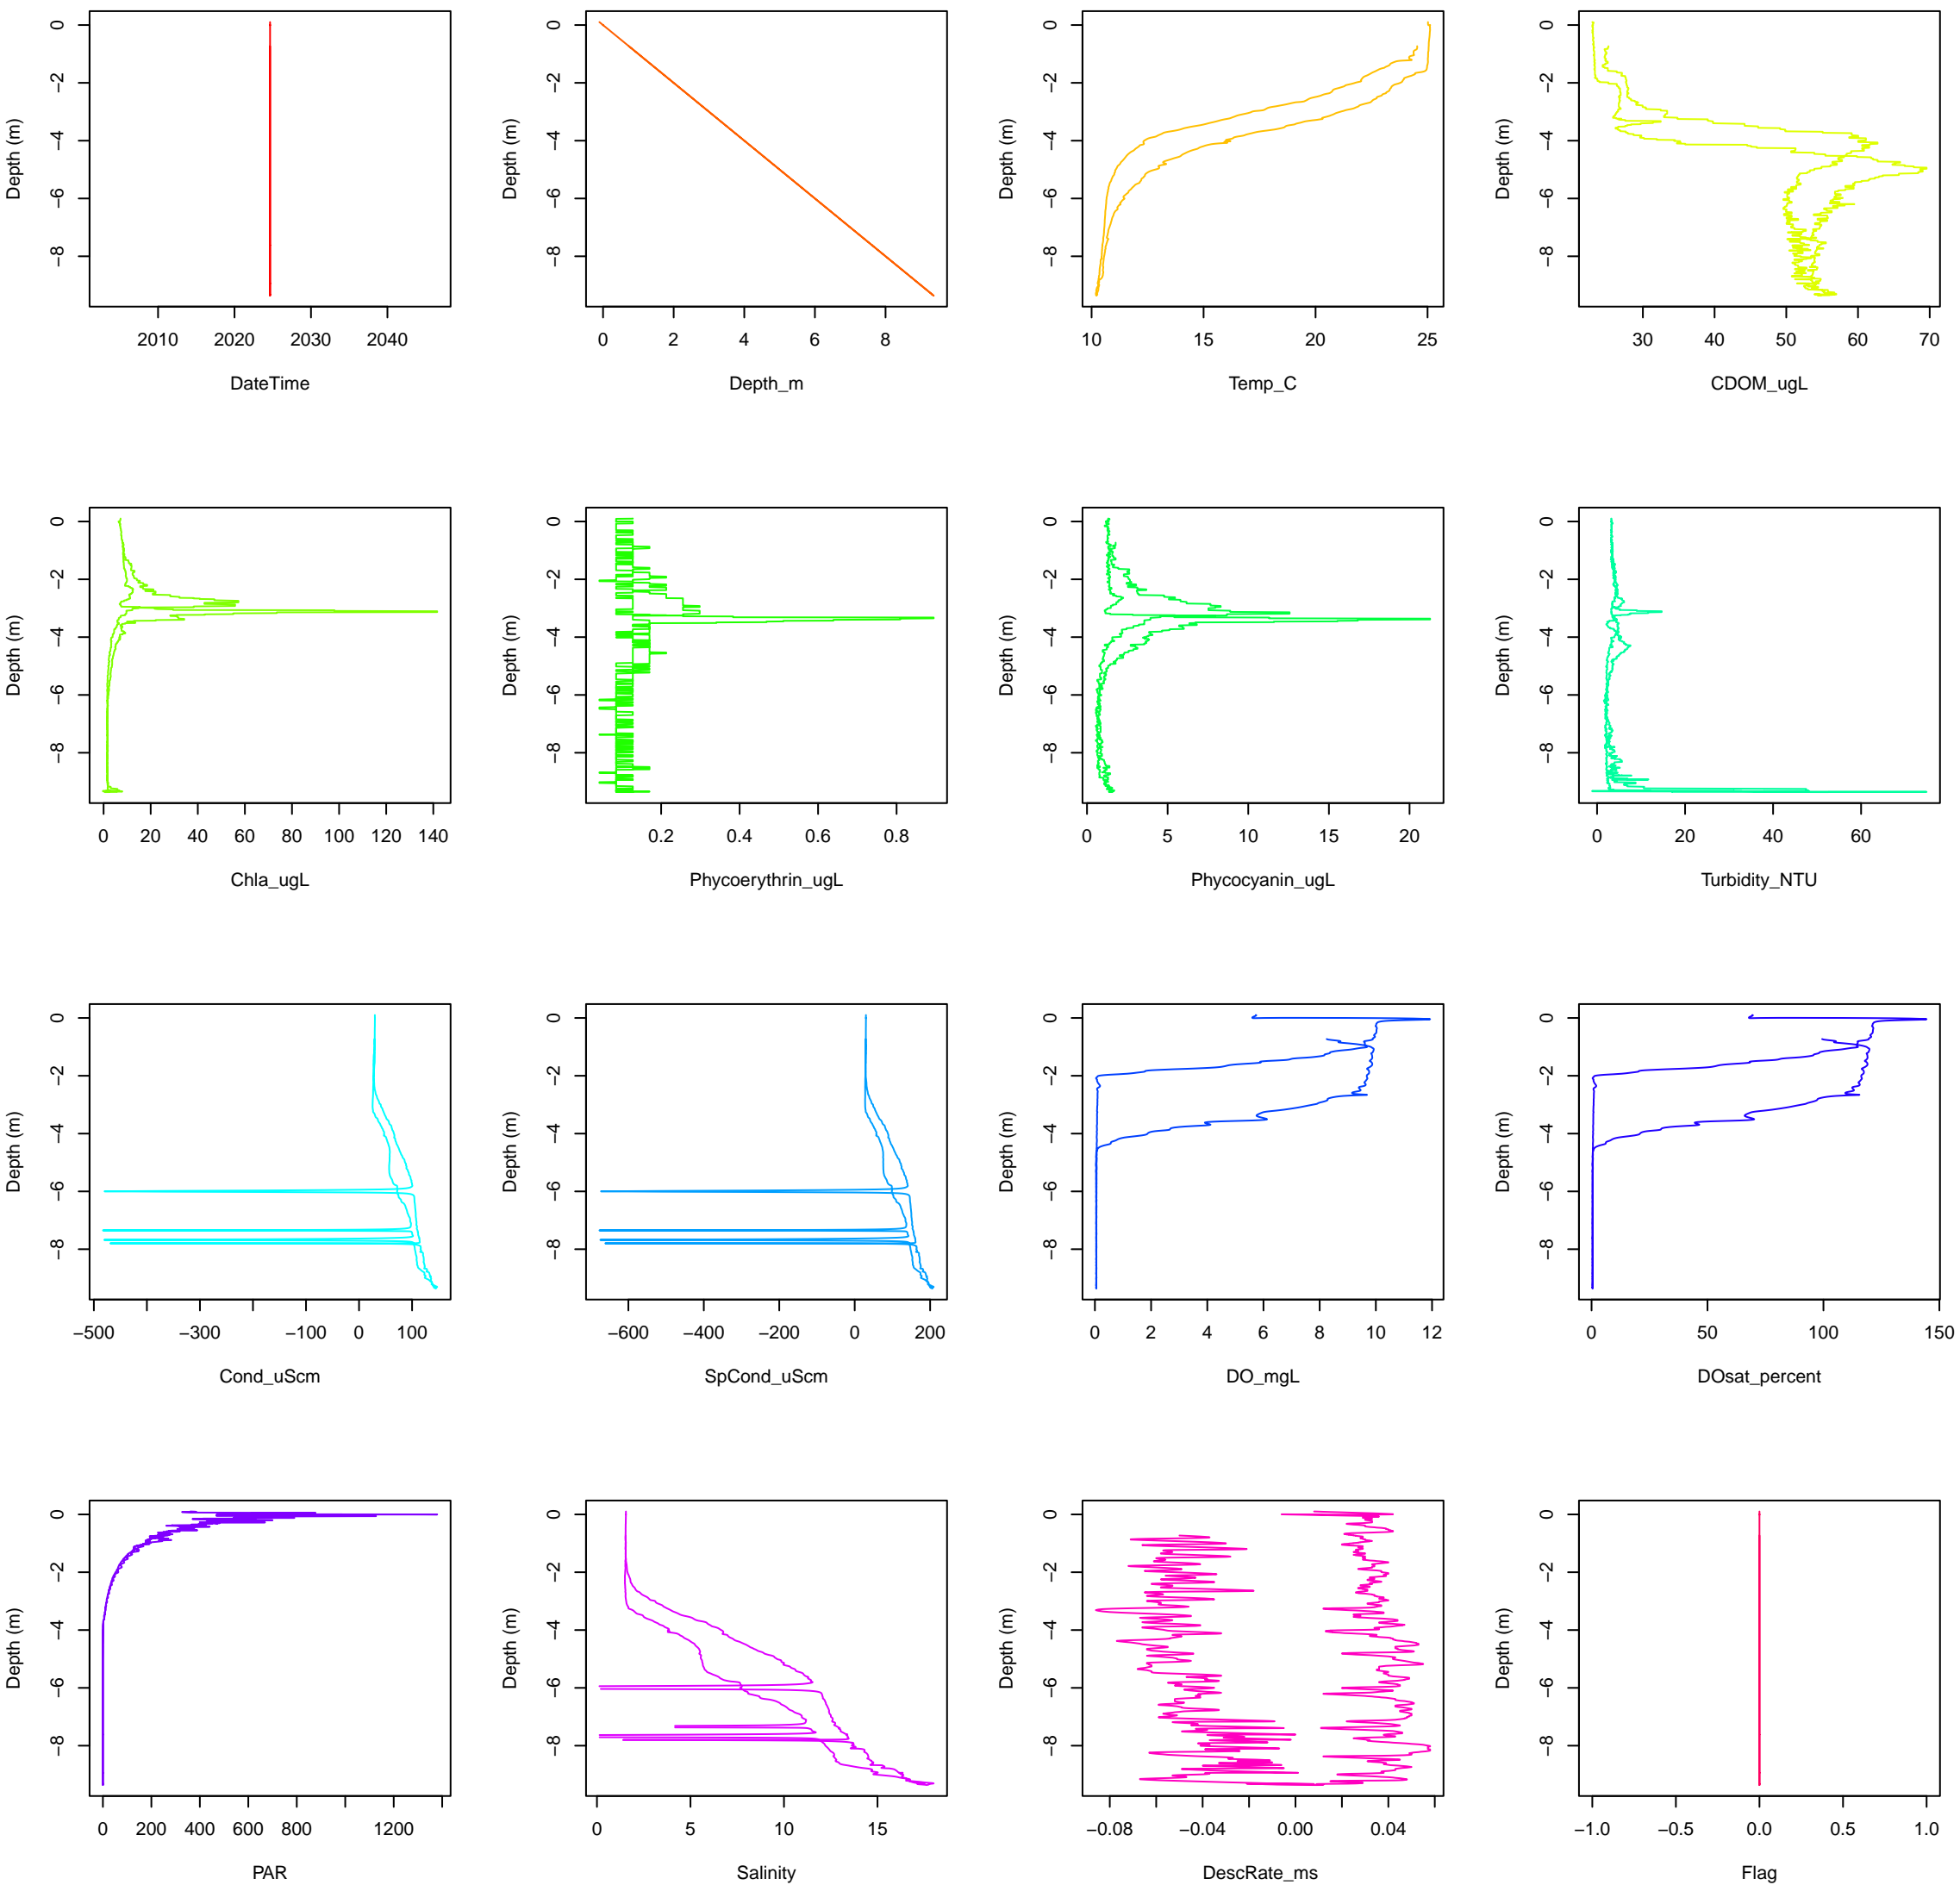 Depth (m)
0
−2
−4
−6
−8
2010 2020 2030 2040
DateTime
Depth (m)
0
−2
−4
−6
−8
0 2 4 6 8
Depth_m
Depth (m)
0
−2
−4
−6
−8
10 15 20 25
Temp_C
Depth (m)
0
−2
−4
−6
−8
30 40 50 60 70
CDOM_ugL
Depth (m)
0
−2
−4
−6
−8
0 20 40 60 80 100 120 140
Chla_ugL
Depth (m)
0
−2
−4
−6
−8
0.2 0.4 0.6 0.8
Phycoerythrin_ugL
Depth (m)
0
−2
−4
−6
−8
0 5 10 15 20
Phycocyanin_ugL
Depth (m)
0
−2
−4
−6
−8
0 20 40 60
Turbidity_NTU
Depth (m)
0
−2
−4
−6
−8
−500 −300 −100 0 100
Cond_uScm
Depth (m)
0
−2
−4
−6
−8
−600 −400 −200 0 200
SpCond_uScm
Depth (m)
0
−2
−4
−6
−8
0 2 4 6 8 10 12
DO_mgL
Depth (m)
0
−2
−4
−6
−8
0 50 100 150
DOsat_percent
Depth (m)
0
−2
−4
−6
−8
0 200 400 600 800 1200
PAR
Depth (m)
0
−2
−4
−6
−8
0 5 10 15
Salinity
Depth (m)
0
−2
−4
−6
−8
−0.08 −0.04 0.00 0.04
DescRate_ms
Depth (m)
0
−2
−4
−6
−8
−1.0 −0.5 0.0 0.5 1.0
Flag